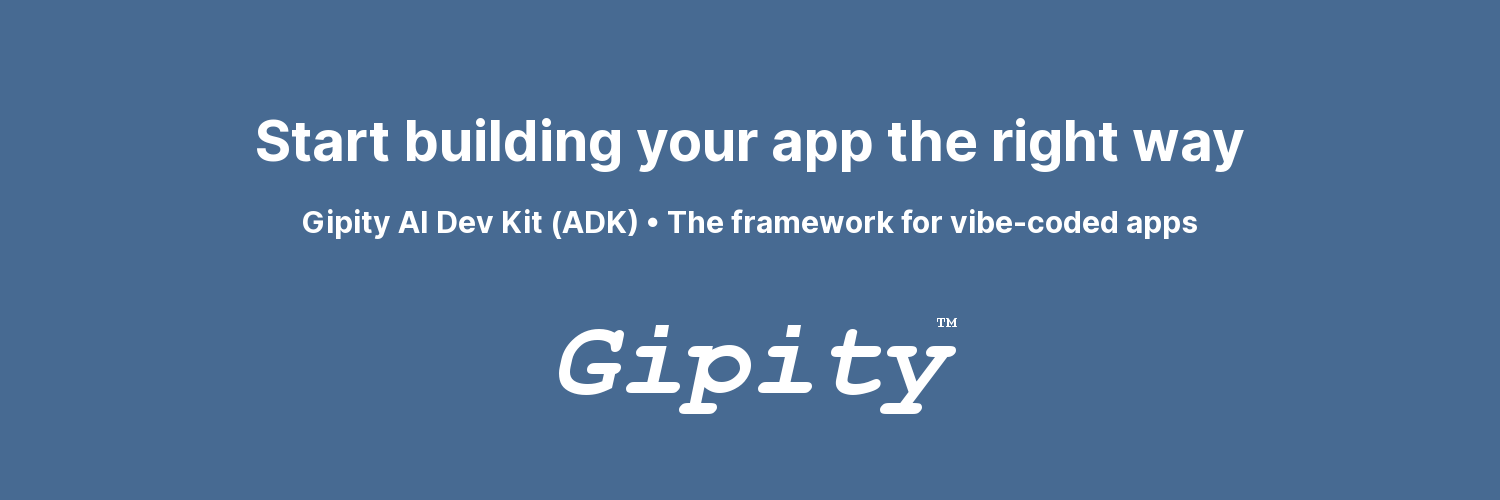 Start building your app the right way
Gipity AI Dev Kit (ADK) • The framework for vibe-coded apps
Gipity™